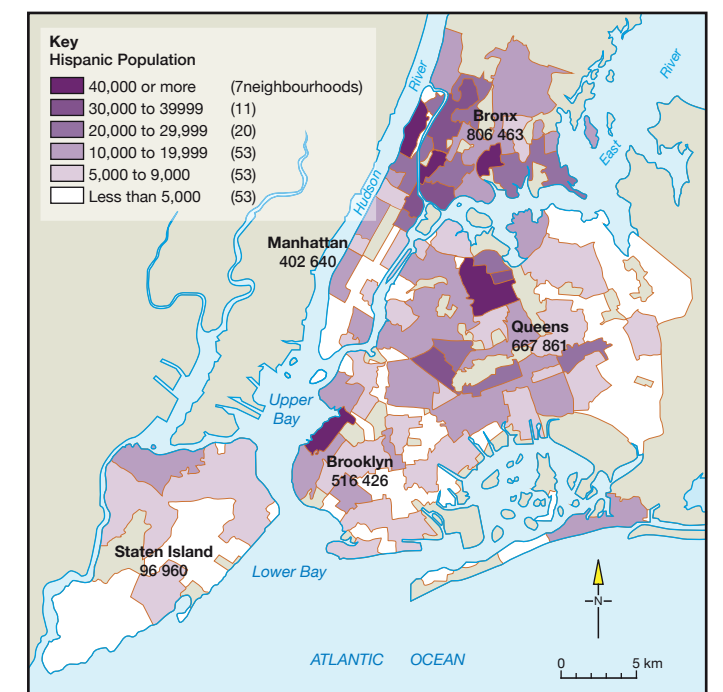 Key
Hispanic Population
40,000 or more (7neighbourhoods)
30,000 to 39999 (11)
20,000 to 29,999 (20)
10,000 to 19,999 (53)
5,000 to 9,000 (53)
Less than 5,000 (53)
River
River
Bronx
806 463
East
Hudson
Manhattan
402 640
Queens
667 861
Upper
Bay
Brooklyn
516 426
Staten Island
96 960
Lower Bay
N
ATLANTIC OCEAN
0 5 km